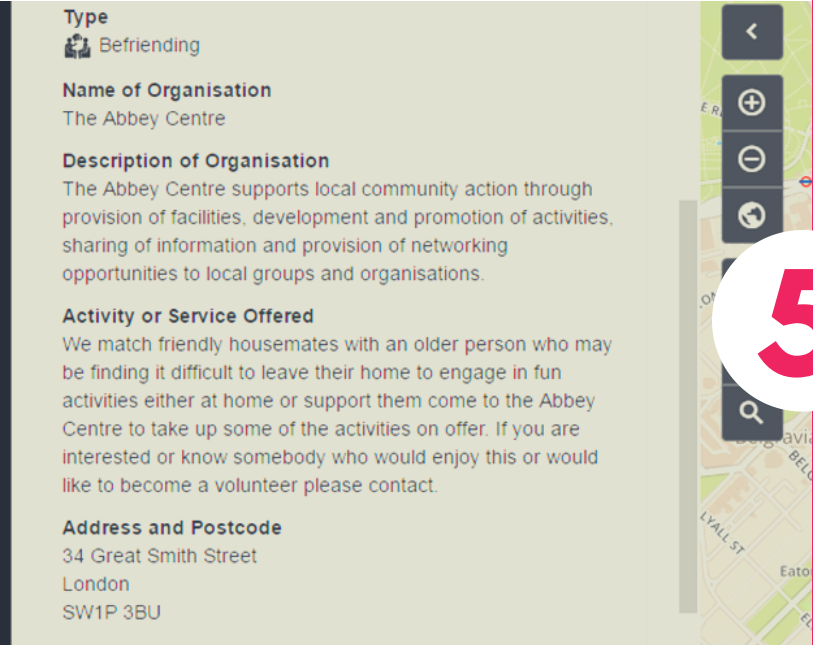 Type
Befriending
Name of Organisation
The Abbey Centre
Description of Organisation
The Abbey Centre supports local community action through
provision of facilities, development and promotion of activities,
sharing of information and provision of networking
opportunities to local groups and organisations.
Activity or Service Offered
We match friendly housemates with an older person who may
be finding it difficult to leave their home to engage in fun
activities either at home or support them come to the Abbey
Centre to take up some of the activities on offer. If you are
interested or know somebody who would enjoy this or would
like to become a volunteer please contact.
Address and Postcode
34 Great Smith Street
London
SW1P 3BU
5
LYALL ST